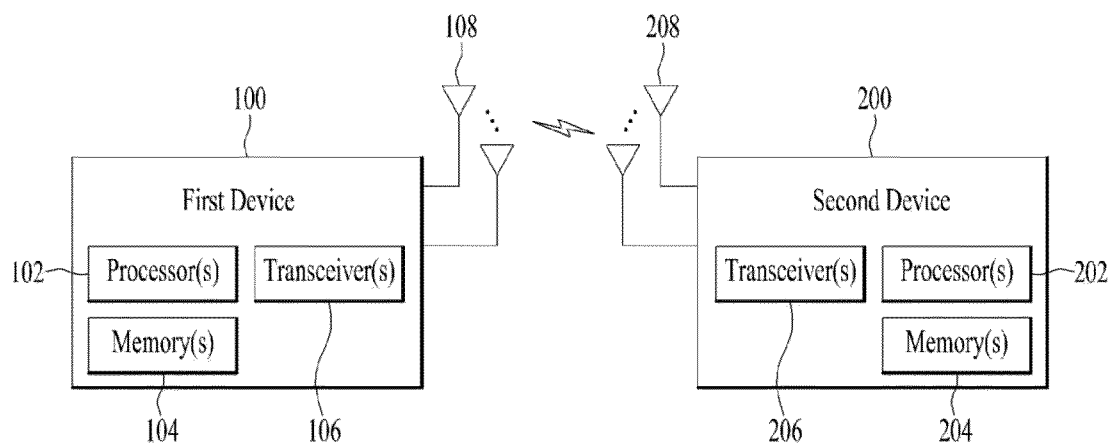 108
208
100
200
First Device
Second Device
102
Processor(s)
Transceiver(s)
Transceiver(s)
Processor(s)
202
Memory(s)
Memory(s)
104
106
206
204